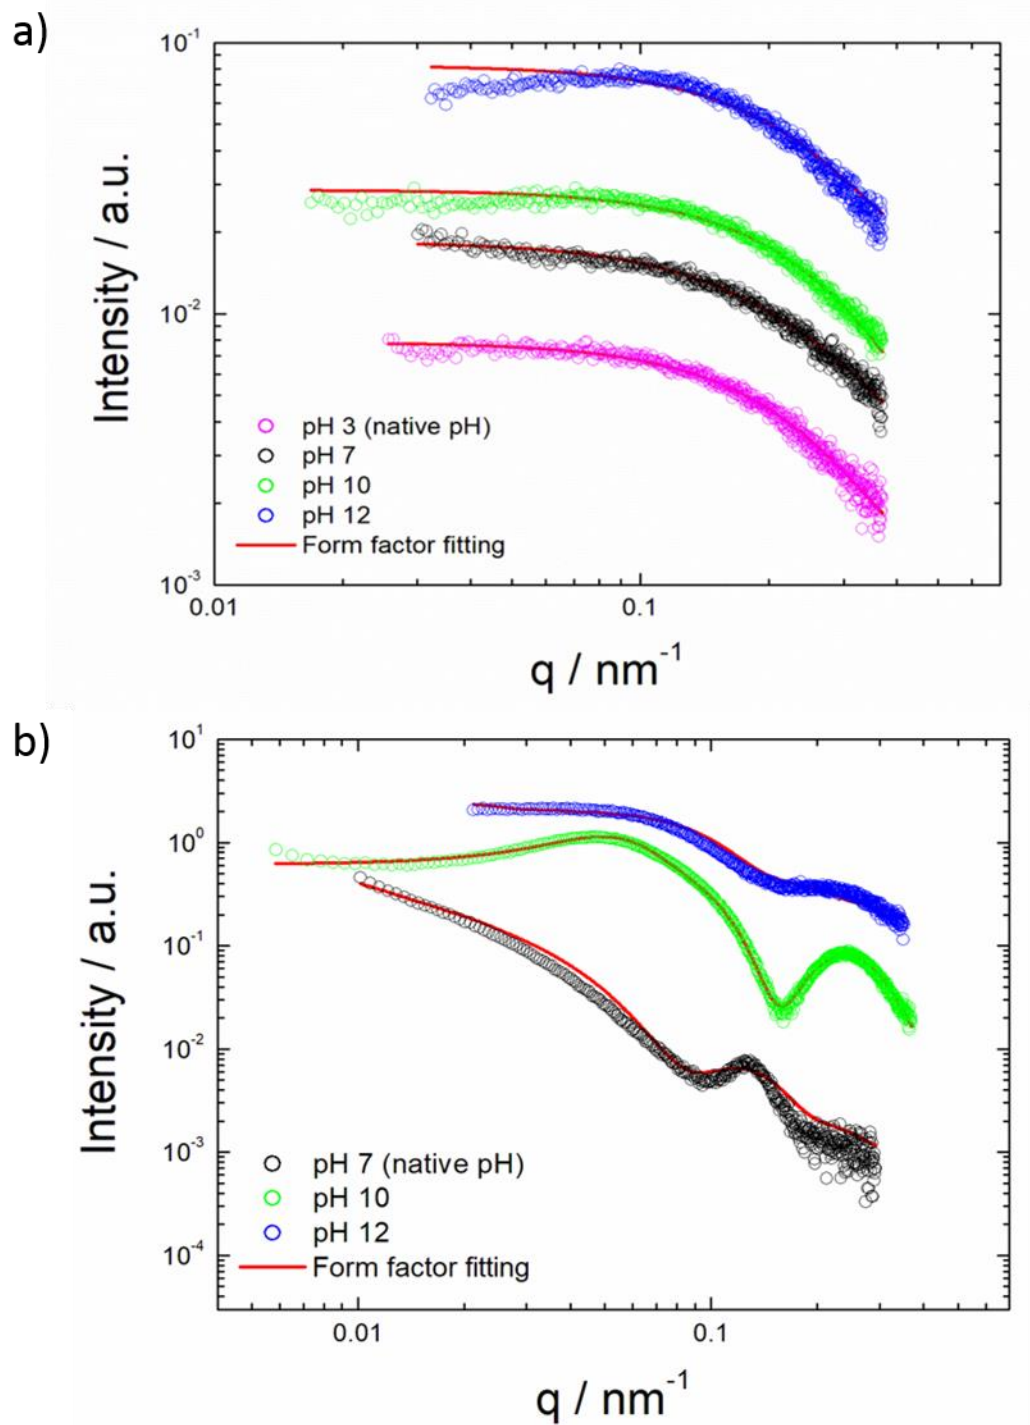 a)
10^-1
10^-2
10^-3
Intensity / a.u.
pH 3 (native pH)
pH 7
pH 10
pH 12
Form factor fitting
0.01
0.1
q / nm^-1
b)
10^1
10^0
10^-1
10^-2
10^-3
10^-4
Intensity / a.u.
pH 7 (native pH)
pH 10
pH 12
Form factor fitting
0.01
0.1
q / nm^-1